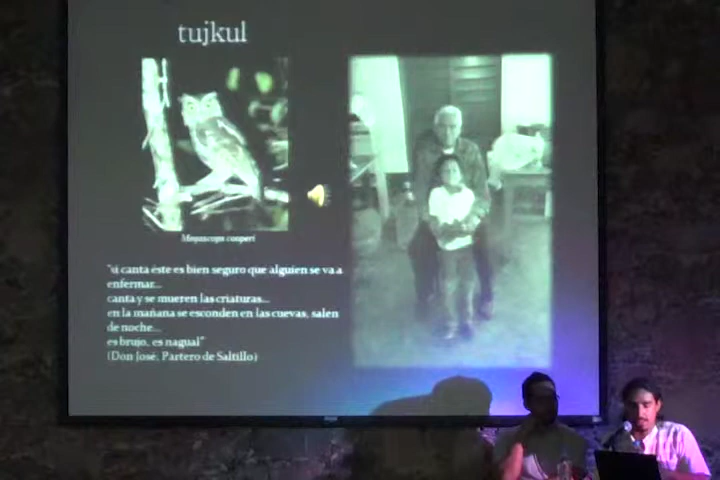 tujkul
Megascops cooperi
"si canta éste es bien seguro que alguien se va a
enfermar...
canta y se mueren las criaturas...
en la mañana se esconden en las cuevas, salen
de noche...
es brujo, es nagual"
(Don José, Partero de Saltillo)